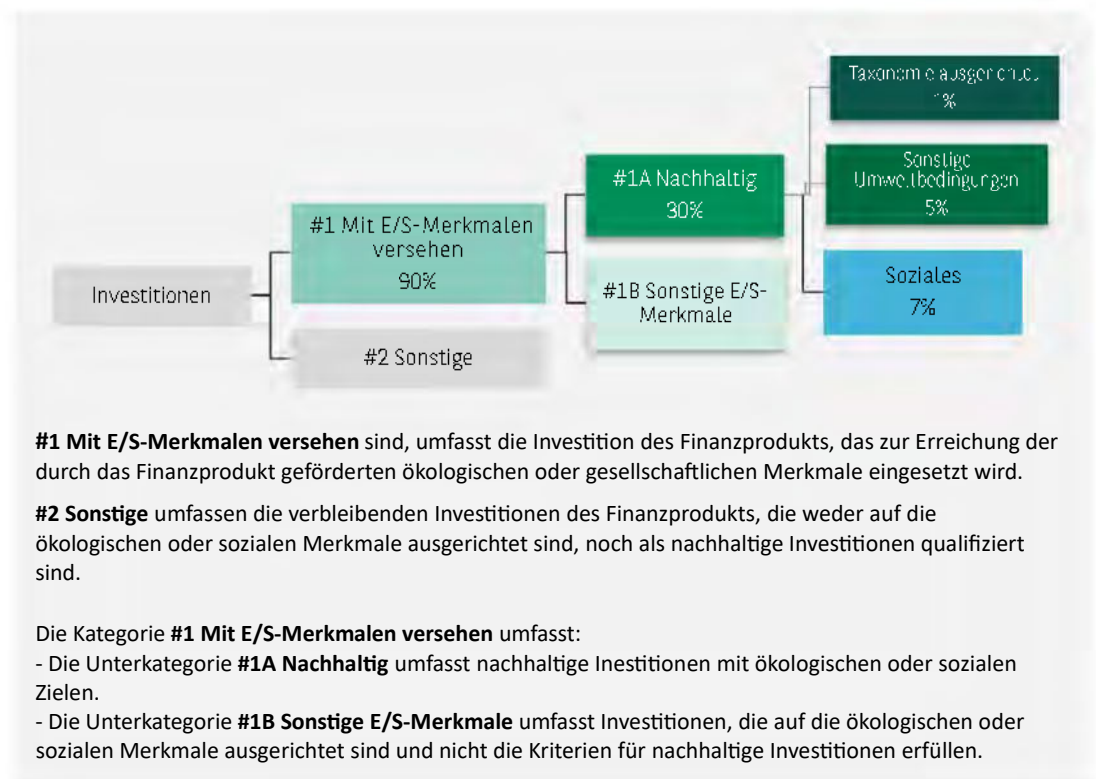 Taxonomie ausgerichtet
1%
Sonstige
Umweltbedingungen
5%
#1A Nachhaltig
30%
#1 Mit E/S-Merkmalen
versehen
90%
Soziales
7%
Investitionen
#1B Sonstige E/S-
Merkmale
#2 Sonstige
#1 Mit E/S-Merkmalen versehen sind, umfasst die Investition des Finanzprodukts, das zur Erreichung der
durch das Finanzprodukt geförderten ökologischen oder gesellschaftlichen Merkmale eingesetzt wird.
#2 Sonstige umfassen die verbleibenden Investitionen des Finanzprodukts, die weder auf die
ökologischen oder sozialen Merkmale ausgerichtet sind, noch als nachhaltige Investitionen qualifiziert
sind.
Die Kategorie #1 Mit E/S-Merkmalen versehen umfasst:
- Die Unterkategorie #1A Nachhaltig umfasst nachhaltige Inestitionen mit ökologischen oder sozialen
Zielen.
- Die Unterkategorie #1B Sonstige E/S-Merkmale umfasst Investitionen, die auf die ökologischen oder
sozialen Merkmale ausgerichtet sind und nicht die Kriterien für nachhaltige Investitionen erfüllen.